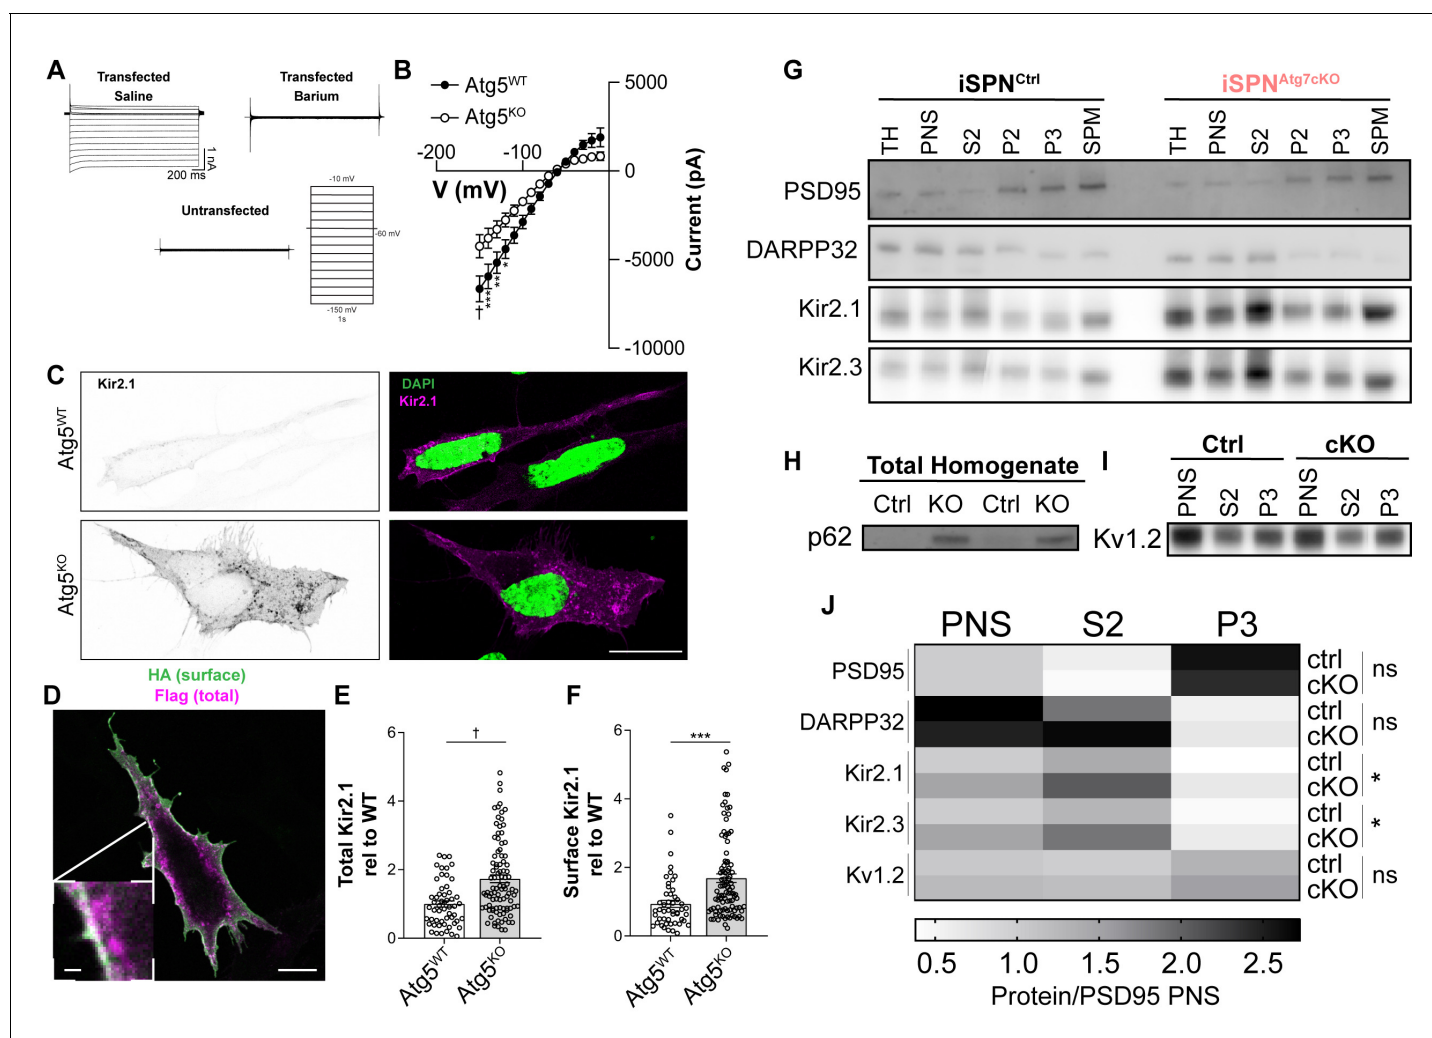 A
Transfected
Saline
1 nA
200 ms
Transfected
Barium
Untransfected
-10 mV
-60 mV
-150 mV
1s
B
Atg5WT
Atg5KO
5000
-200
-100
0
V (mV)
-5000
-10000
Current (pA)
*
**
***
†
C
Kir2.1
DAPI
Kir2.1
Atg5WT
Atg5KO
D
HA (surface)
Flag (total)
E
Total Kir2.1
rel to WT
6
4
2
0
†
Atg5WT
Atg5KO
F
Surface Kir2.1
rel to WT
6
4
2
0
***
Atg5WT
Atg5KO
G
iSPNCtrl
iSPNAtg7cKO
TH PNS S2 P2 P3 SPM TH PNS S2 P2 P3 SPM
PSD95
DARPP32
Kir2.1
Kir2.3
H
Total Homogenate
Ctrl KO Ctrl KO
p62
I
Ctrl cKO
PNS S2 P3 PNS S2 P3
Kv1.2
J
PNS S2 P3
PSD95 ctrl
cKO ns
DARPP32 ctrl
cKO ns
Kir2.1 ctrl
cKO *
Kir2.3 ctrl
cKO *
Kv1.2 ctrl
cKO ns
0.5 1.0 1.5 2.0 2.5
Protein/PSD95 PNS